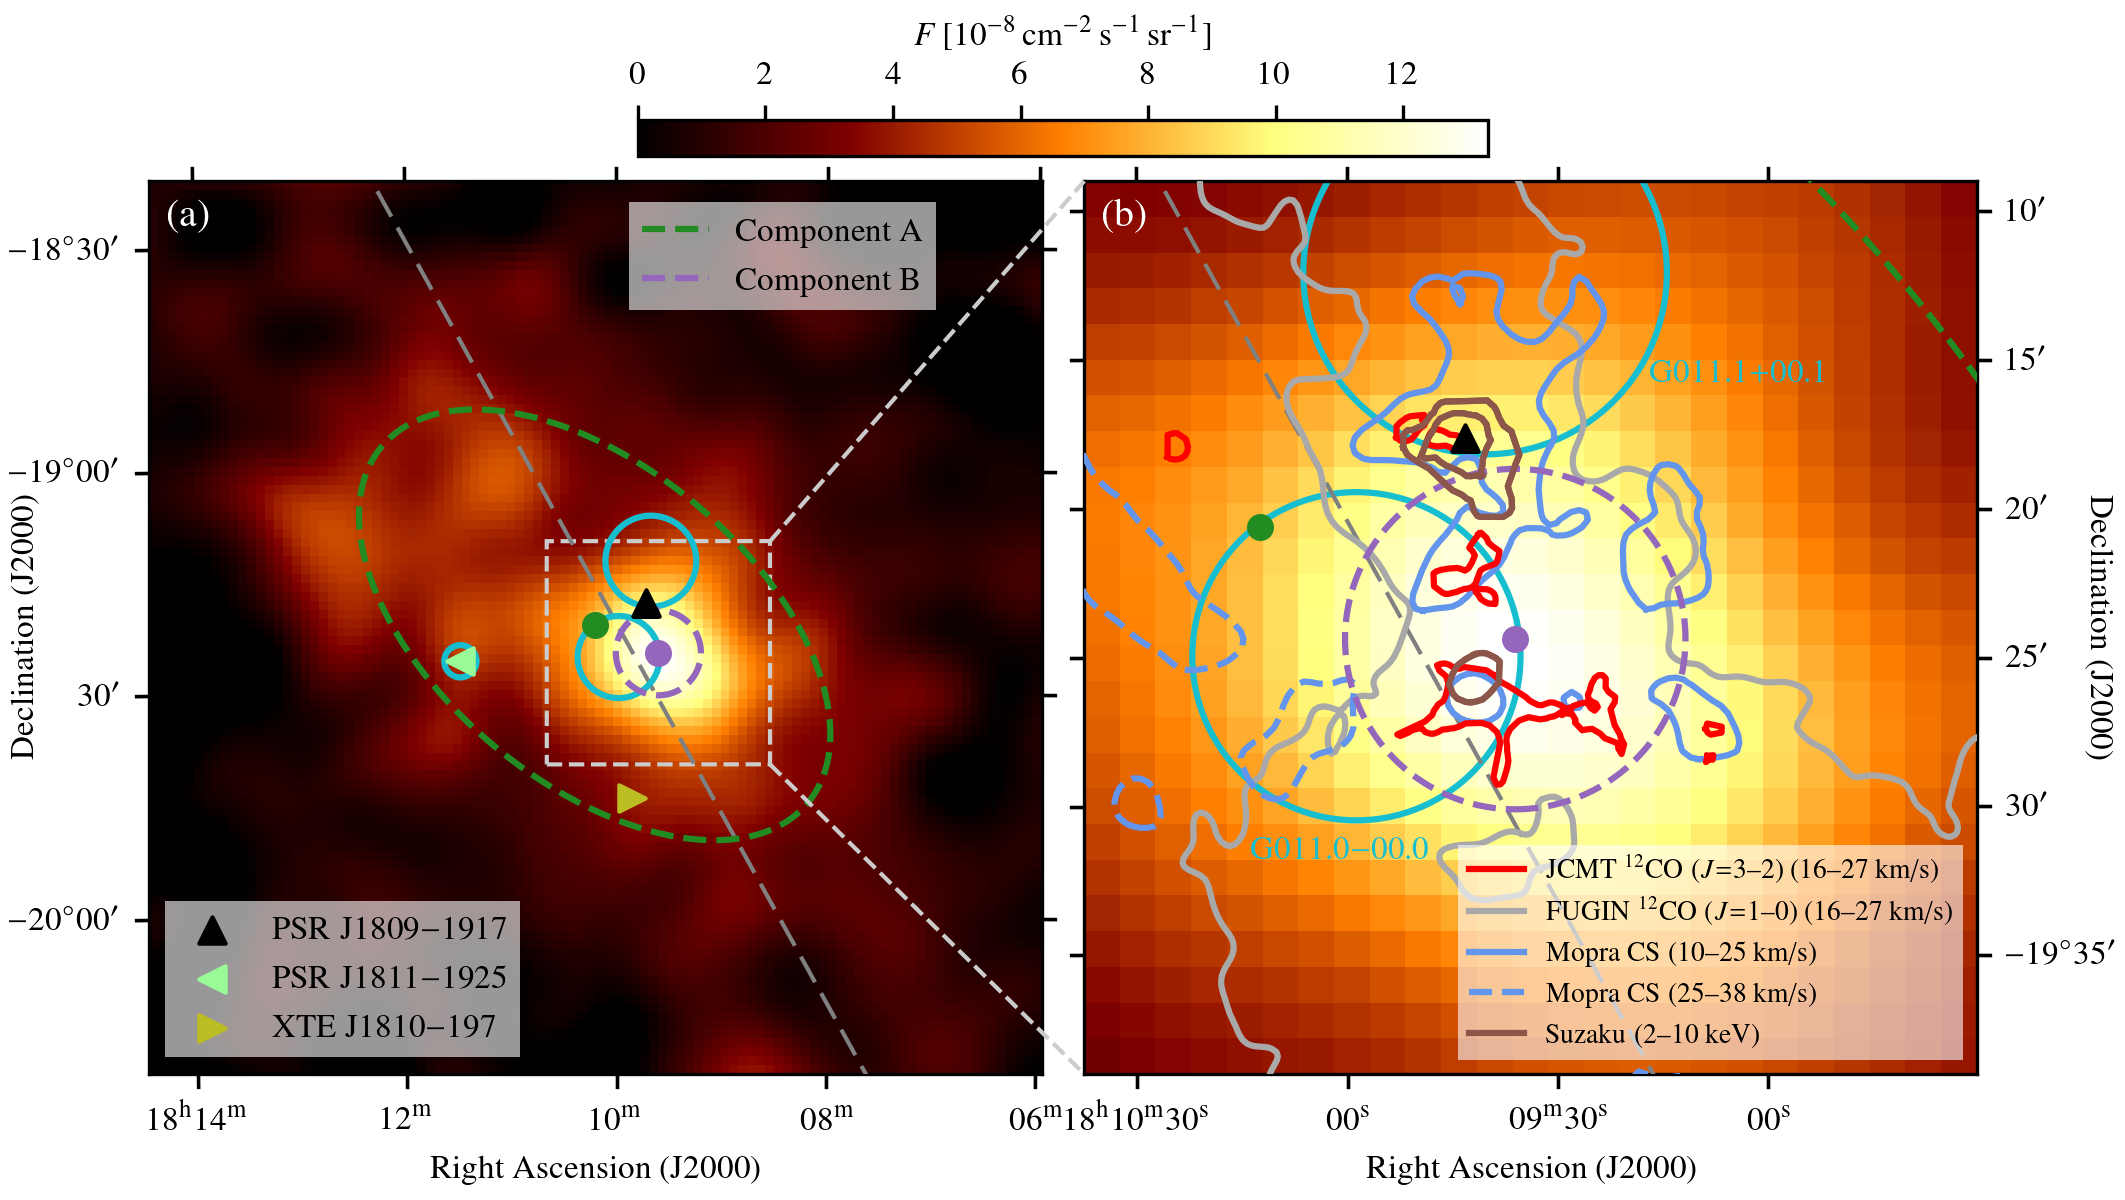 F [10⁻⁸ cm⁻² s⁻¹ sr⁻¹]
0 2 4 6 8 10 12
(a)
Component A
Component B
−18°30′
−19°00′
30′
−20°00′
Declination (J2000)
PSR J1809−1917
PSR J1811−1925
XTE J1810−197
18ʰ14ᵐ 12ᵐ 10ᵐ 08ᵐ 06ᵐ
Right Ascension (J2000)
(b)
G011.1+00.1
G011.0−00.0
JCMT ¹²CO (J=3–2) (16–27 km/s)
FUGIN ¹²CO (J=1–0) (16–27 km/s)
Mopra CS (10–25 km/s)
Mopra CS (25–38 km/s)
Suzaku (2–10 keV)
10′
15′
20′
25′
30′
−19°35′
Declination (J2000)
18ʰ10ᵐ30ˢ 00ˢ 09ᵐ30ˢ 00ˢ
Right Ascension (J2000)